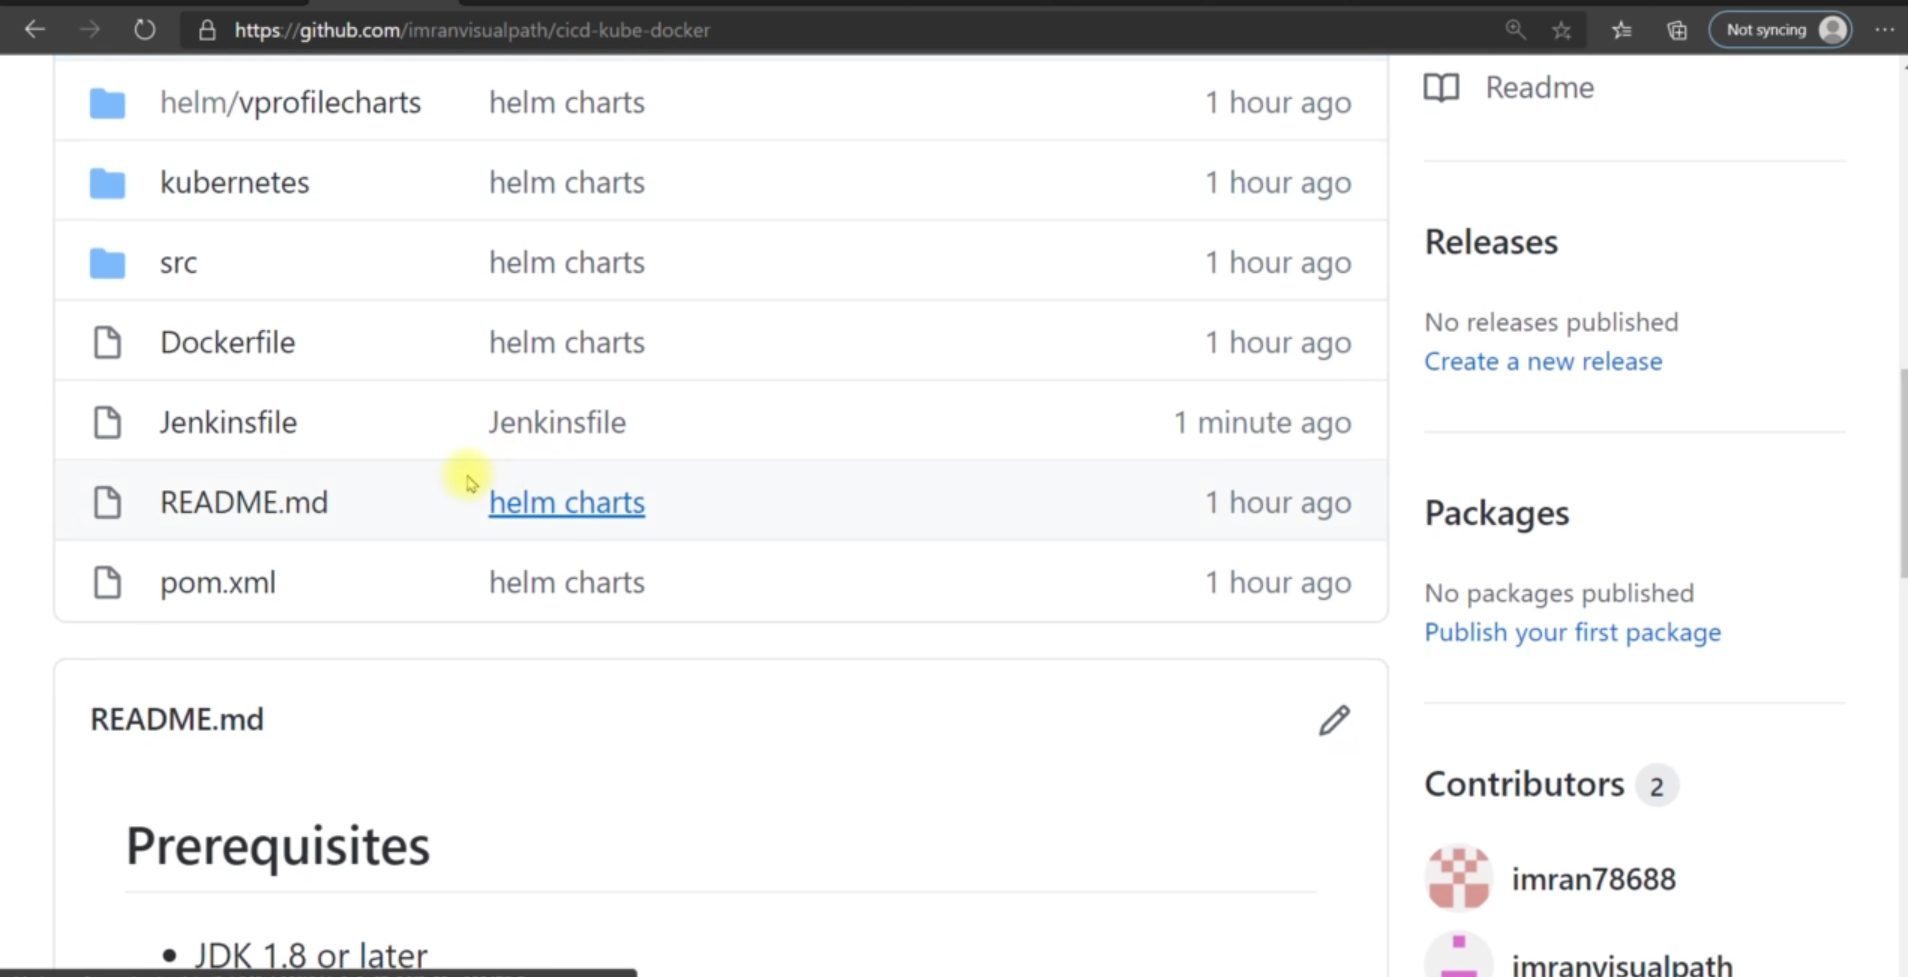 https://github.com/imranvisualpath/cicd-kube-docker
Not syncing
helm/vprofilecharts helm charts 1 hour ago
kubernetes helm charts 1 hour ago
src helm charts 1 hour ago
Dockerfile helm charts 1 hour ago
Jenkinsfile Jenkinsfile 1 minute ago
README.md helm charts 1 hour ago
pom.xml helm charts 1 hour ago
README.md
Prerequisites
JDK 1.8 or later
Readme
Releases
No releases published
Create a new release
Packages
No packages published
Publish your first package
Contributors 2
imran78688
imranvisualpath